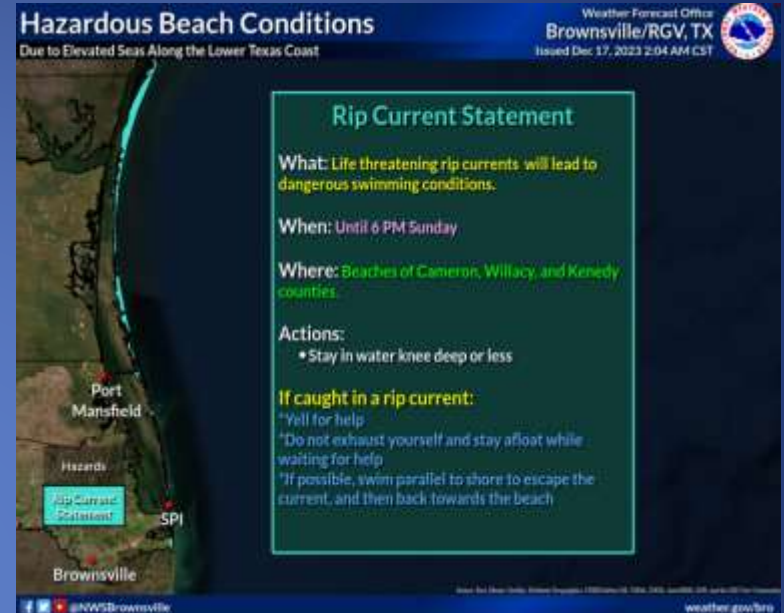 Hazardous Beach Conditions
Due to Elevated Seas Along the Lower Texas Coast
Weather Forecast Office
Brownsville/RGV, TX
Issued Dec 17, 2023 2:04 AM CST
Rip Current Statement
What: Life threatening rip currents will lead to
dangerous swimming conditions.
When: Until 6 PM Sunday
Where: Beaches of Cameron, Willacy, and Kenedy
counties.
Actions:
• Stay in water knee deep or less
If caught in a rip current:
*Yell for help
*Do not exhaust yourself and stay afloat while
waiting for help
*If possible, swim parallel to shore to escape the
current, and then back towards the beach
Port
Mansfield
Hazards
Rip Current
Statement
SPI
Brownsville
@NWSBrownsville
weather.gov/bro